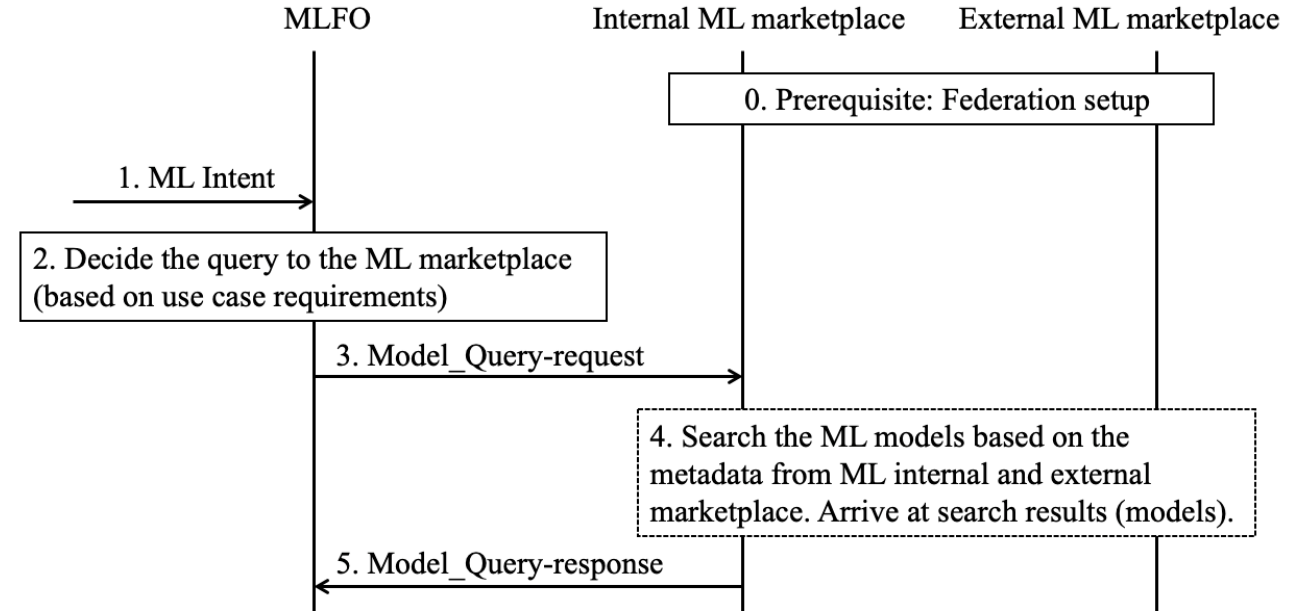 MLFO
Internal ML marketplace
External ML marketplace
0. Prerequisite: Federation setup
1. ML Intent
2. Decide the query to the ML marketplace
(based on use case requirements)
3. Model_Query-request
4. Search the ML models based on the
metadata from ML internal and external
marketplace. Arrive at search results (models).
5. Model_Query-response